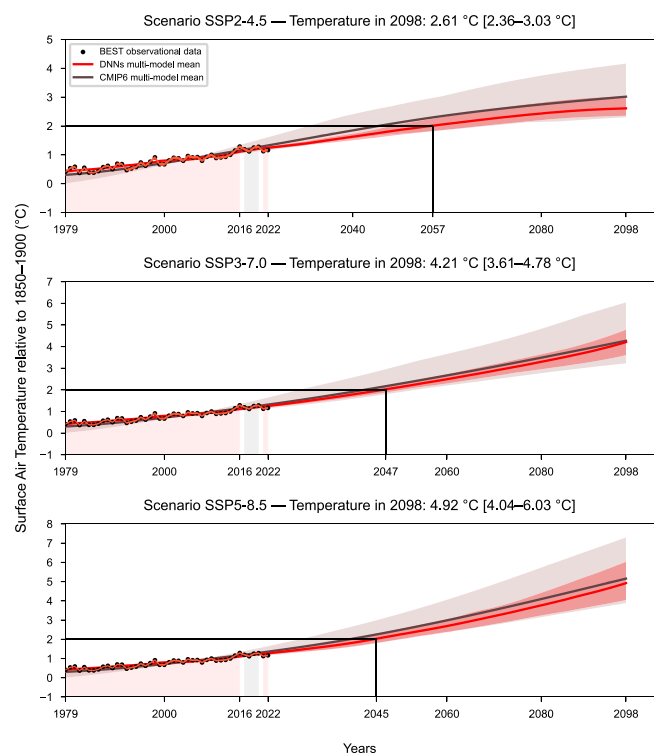 Scenario SSP2-4.5 — Temperature in 2098: 2.61 °C [2.36–3.03 °C]
BEST observational data
DNNs multi-model mean
CMIP6 multi-model mean
5
4
3
2
1
0
−1
1979 2000 2016 2022 2040 2057 2080 2098
Surface Air Temperature relative to 1850–1900 (°C)
Scenario SSP3-7.0 — Temperature in 2098: 4.21 °C [3.61–4.78 °C]
7
6
5
4
3
2
1
0
−1
1979 2000 2016 2022 2047 2060 2080 2098
Scenario SSP5-8.5 — Temperature in 2098: 4.92 °C [4.04–6.03 °C]
8
7
6
5
4
3
2
1
0
−1
1979 2000 2016 2022 2045 2060 2080 2098
Years